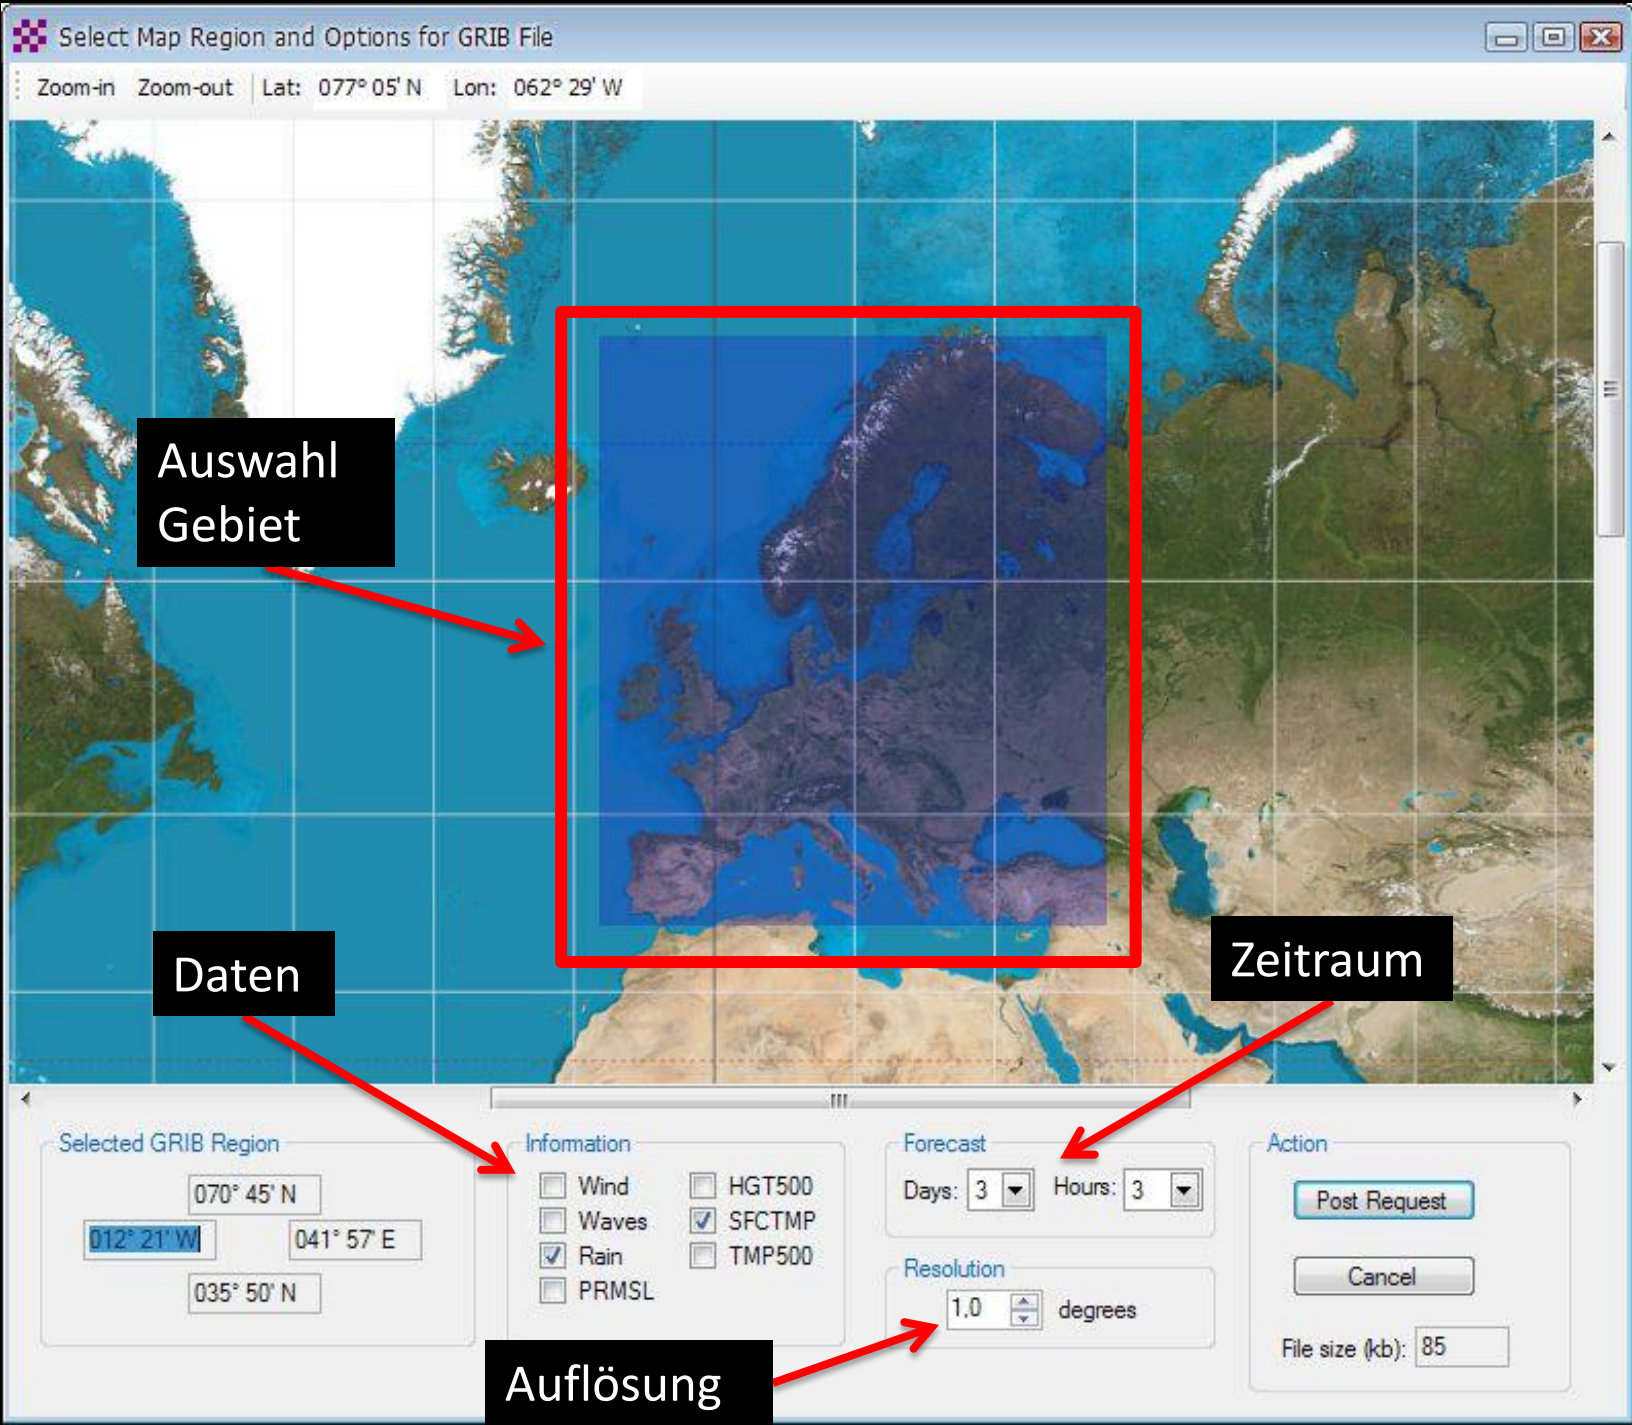 Select Map Region and Options for GRIB File
Zoom-in Zoom-out Lat: 077° 05' N Lon: 062° 29' W
Auswahl
Gebiet
Daten
Zeitraum
Selected GRIB Region
070° 45' N
012° 21' W 041° 57' E
035° 50' N
Information
Wind HGT500
Waves SFCTMP
Rain TMP500
PRMSL
Forecast
Days: 3 Hours: 3
Resolution
1,0 degrees
Action
Post Request
Cancel
File size (kb): 85
Auflösung